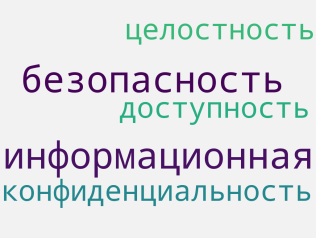 целостность
безопасность
доступность
информационная
конфиденциальность